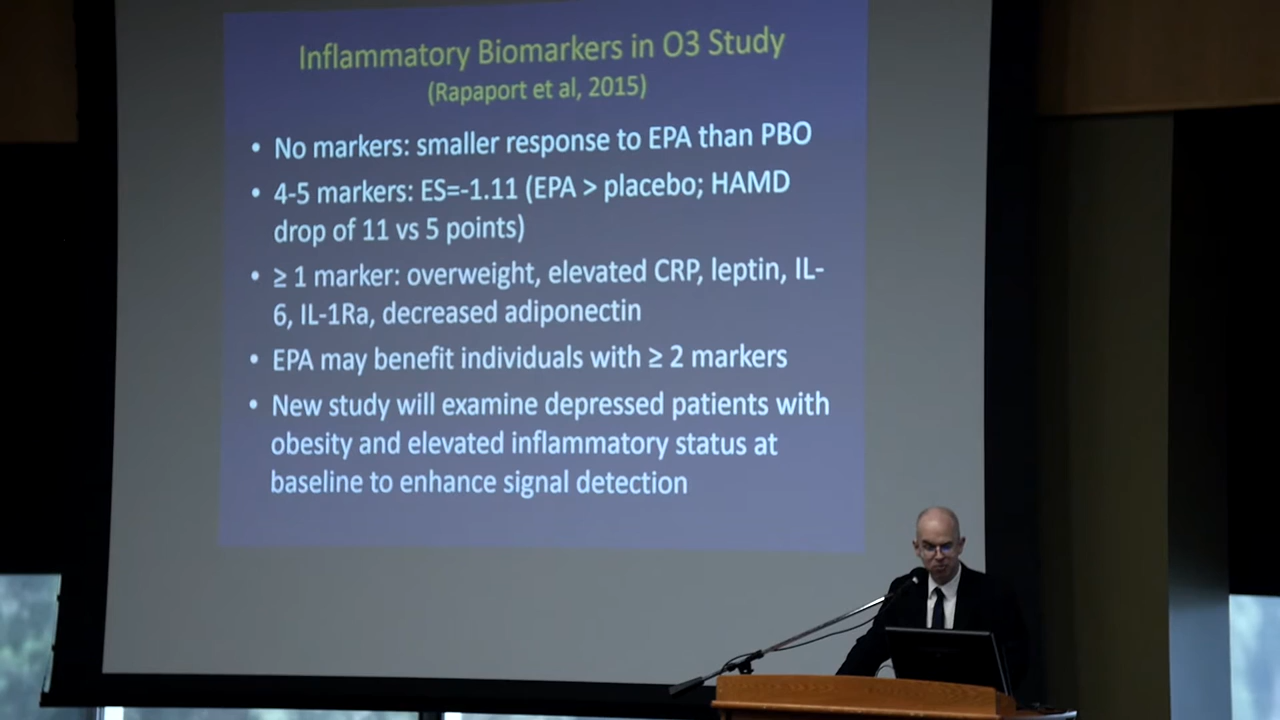 Inflammatory Biomarkers in O3 Study
(Rapaport et al, 2015)
• No markers: smaller response to EPA than PBO
• 4-5 markers: ES=-1.11 (EPA > placebo; HAMD
drop of 11 vs 5 points)
• ≥ 1 marker: overweight, elevated CRP, leptin, IL-
6, IL-1Ra, decreased adiponectin
• EPA may benefit individuals with ≥ 2 markers
• New study will examine depressed patients with
obesity and elevated inflammatory status at
baseline to enhance signal detection